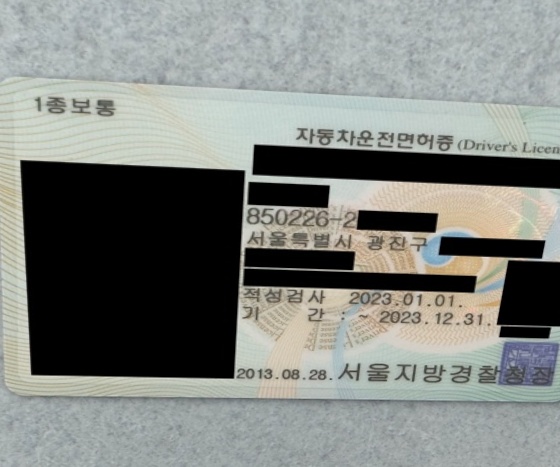 1종보통
자동차운전면허증 (Driver's Licen
850226-2
서울특별시 광진구
적성검사 2023.01.01.
기 간 : ~ 2023.12.31.
2013.08.28. 서울지방경찰청장